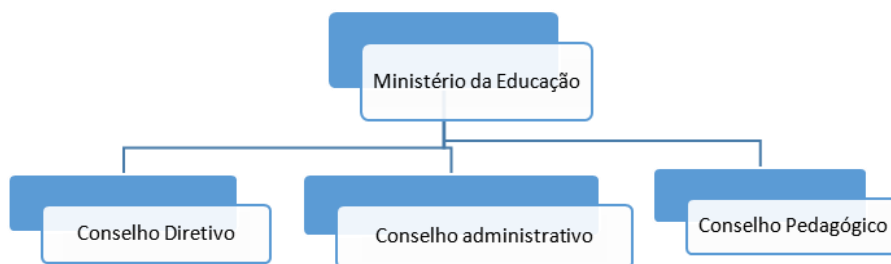 Ministério da Educação
Conselho Diretivo
Conselho administrativo
Conselho Pedagógico